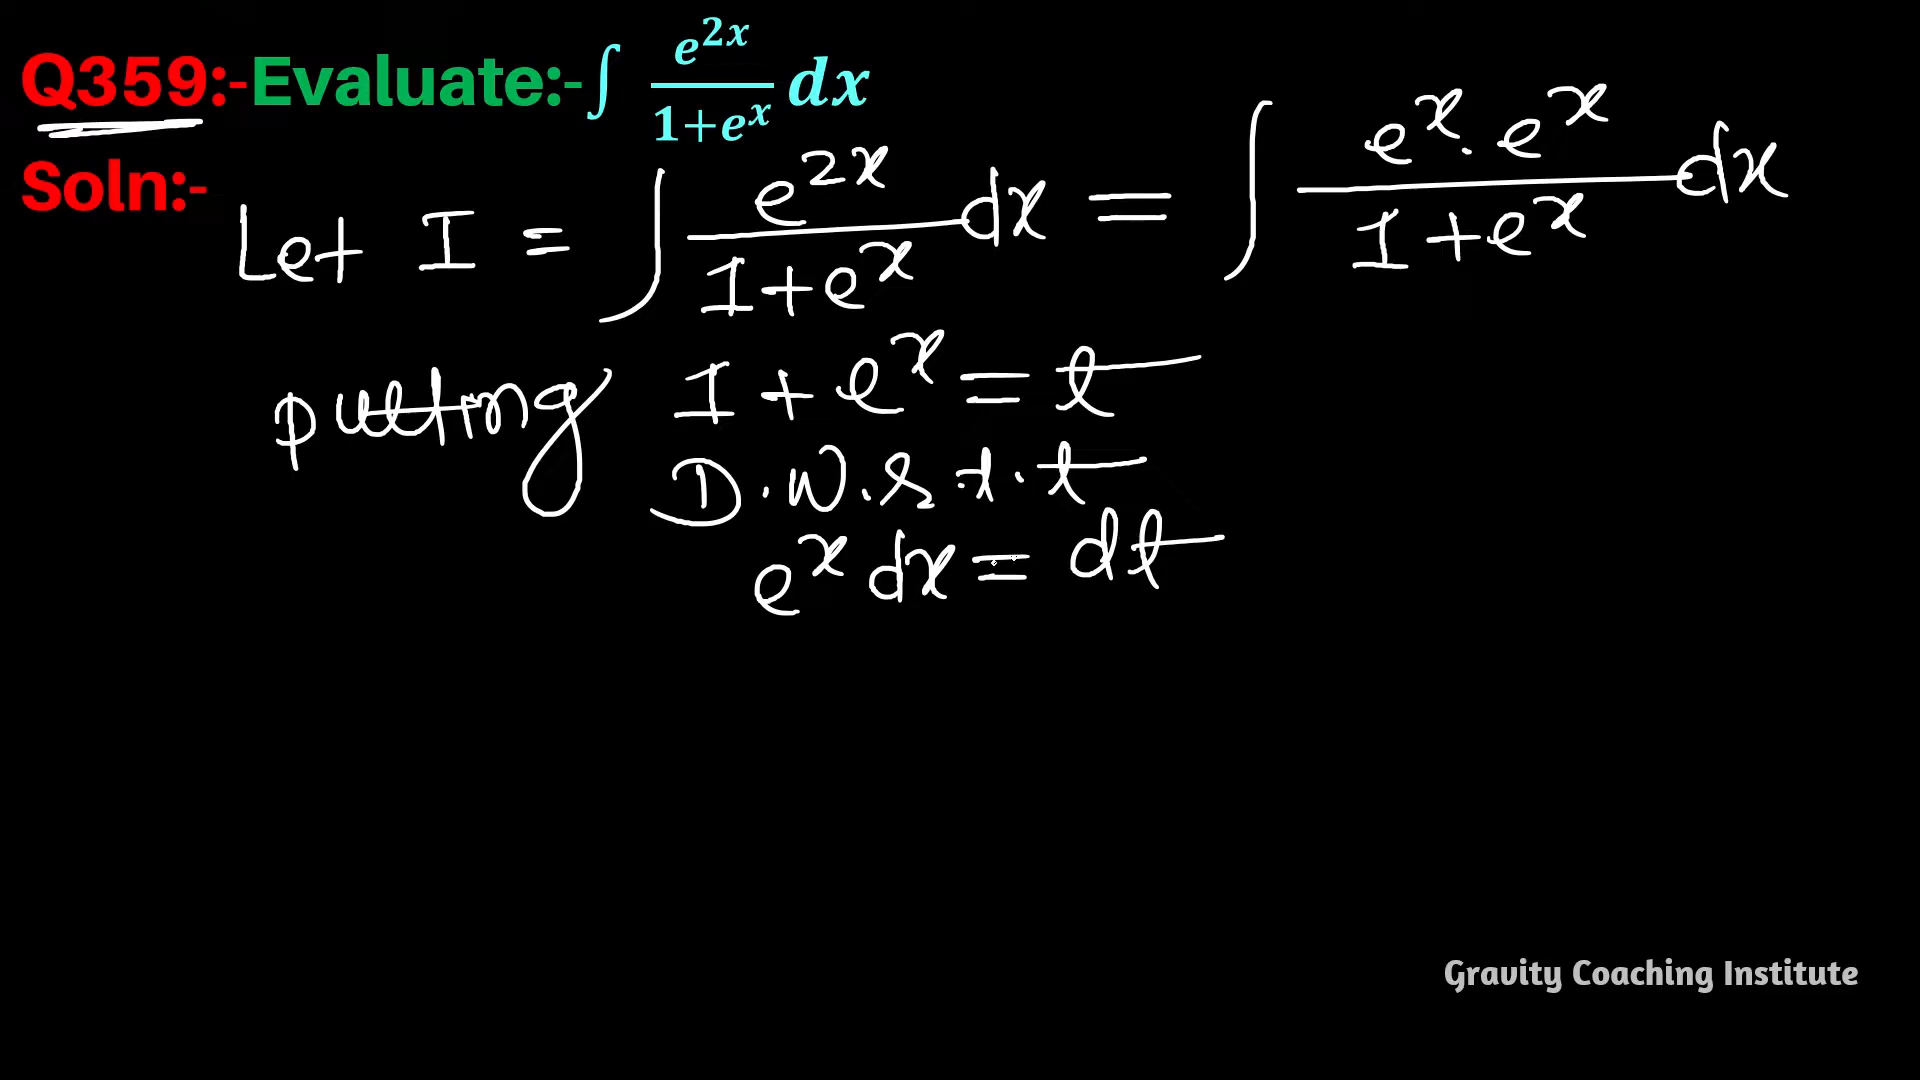 Q359:-Evaluate:-∫ e^{2x}/(1+e^x) dx
Soln:-
Let I = ∫ e^{2x}/(1+e^x) dx = ∫ (e^x . e^x)/(1+e^x) dx
putting 1 + e^x = t
D.W.r.t.t
e^x dx = dt
Gravity Coaching Institute